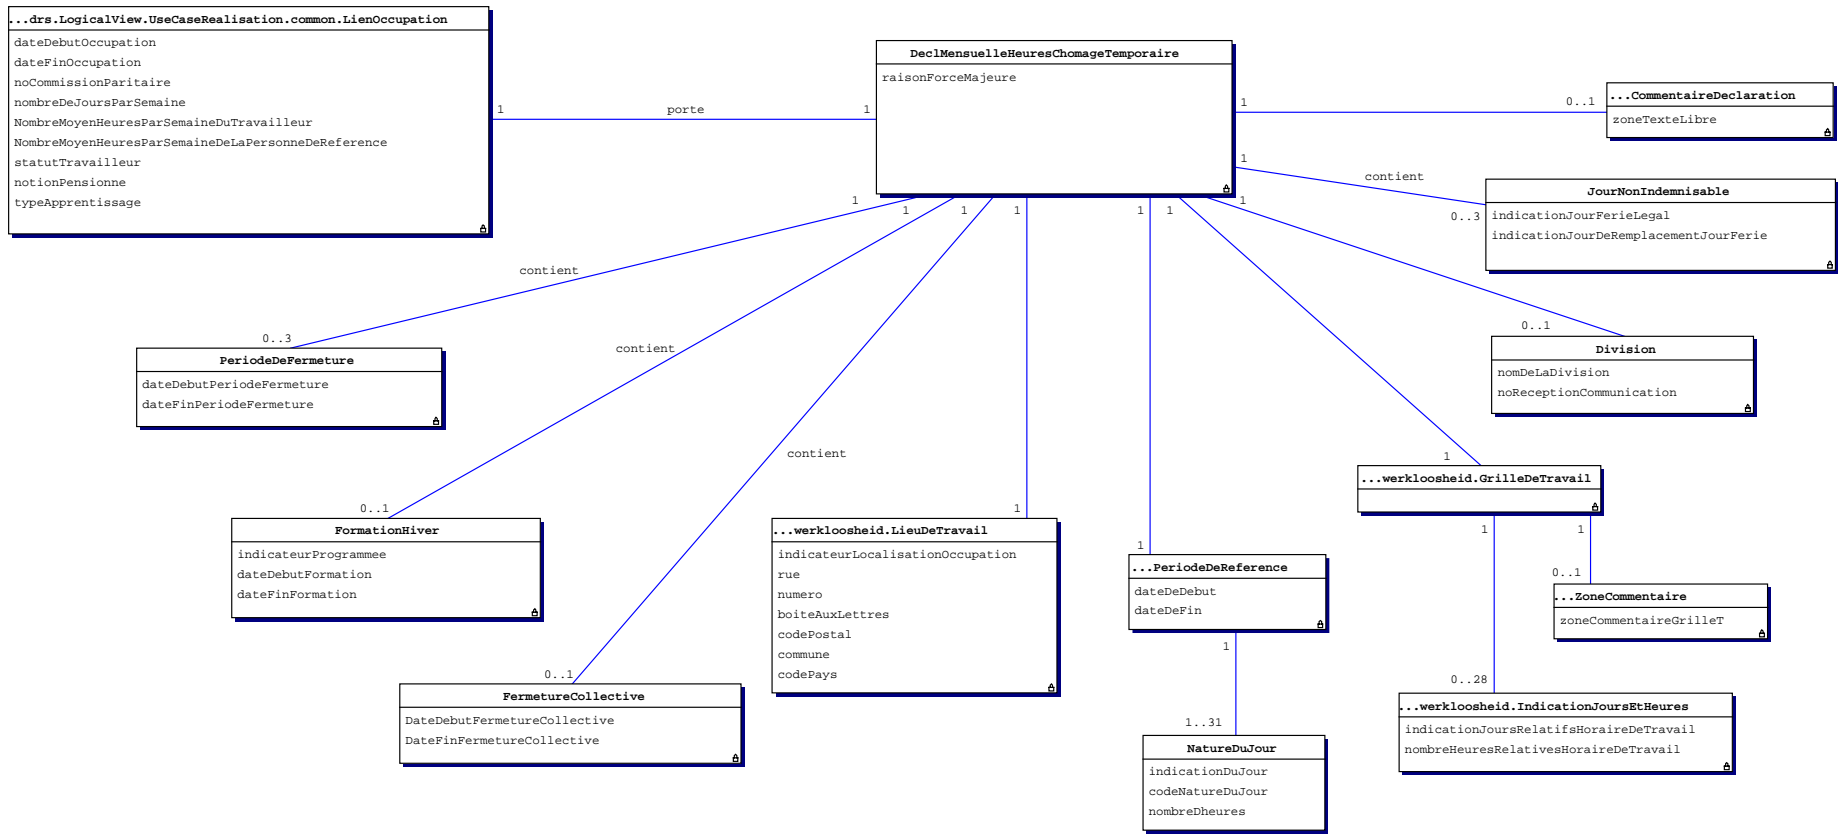 ...drs.LogicalView.UseCaseRealisation.common.LienOccupation
dateDebutOccupation
dateFinOccupation
noCommissionParitaire
nombreDeJoursParSemaine
NombreMoyenHeuresParSemaineDuTravailleur
NombreMoyenHeuresParSemaineDeLaPersonneDeReference
statutTravailleur
notionPensionne
typeApprentissage
1
porte
1
DeclMensuelleHeuresChomageTemporaire
raisonForceMajeure
1
0..1
...CommentaireDeclaration
zoneTexteLibre
1
contient
0..3
JourNonIndemnisable
indicationJourFerieLegal
indicationJourDeRemplacementJourFerie
1
1
1
1
1
1
1
contient
0..3
PeriodeDeFermeture
dateDebutPeriodeFermeture
dateFinPeriodeFermeture
contient
0..1
FormationHiver
indicateurProgrammee
dateDebutFormation
dateFinFormation
contient
0..1
FermetureCollective
DateDebutFermetureCollective
DateFinFermetureCollective
1
...werkloosheid.LieuDeTravail
indicateurLocalisationOccupation
rue
numero
boiteAuxLettres
codePostal
commune
codePays
1
...PeriodeDeReference
dateDeDebut
dateDeFin
1
1..31
NatureDuJour
indicationDuJour
codeNatureDuJour
nombreDheures
0..1
Division
nomDeLaDivision
noReceptionCommunication
1
...werkloosheid.GrilleDeTravail
1
1
0..1
...ZoneCommentaire
zoneCommentaireGrilleT
0..28
...werkloosheid.IndicationJoursEtHeures
indicationJoursRelatifsHoraireDeTravail
nombreHeuresRelativesHoraireDeTravail